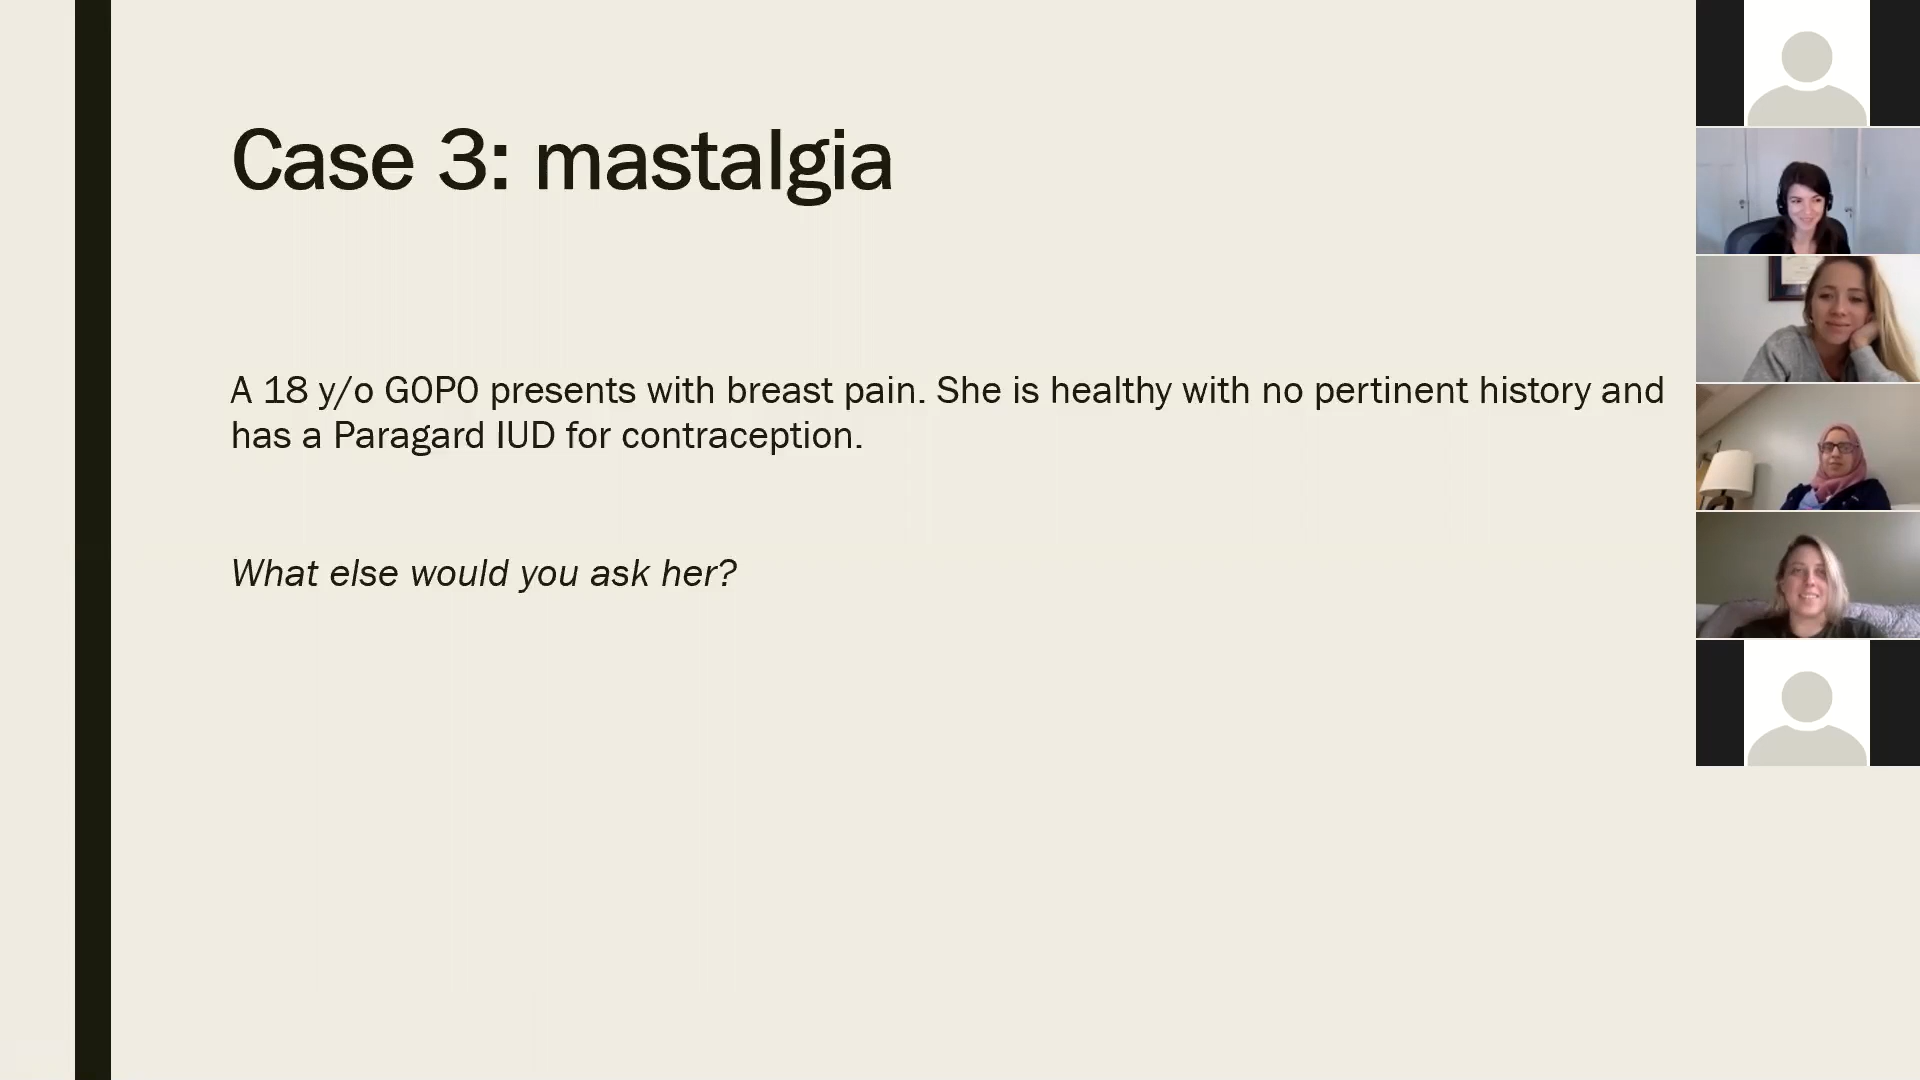 Case 3: mastalgia
A 18 y/o G0P0 presents with breast pain. She is healthy with no pertinent history and
has a Paragard IUD for contraception.
What else would you ask her?